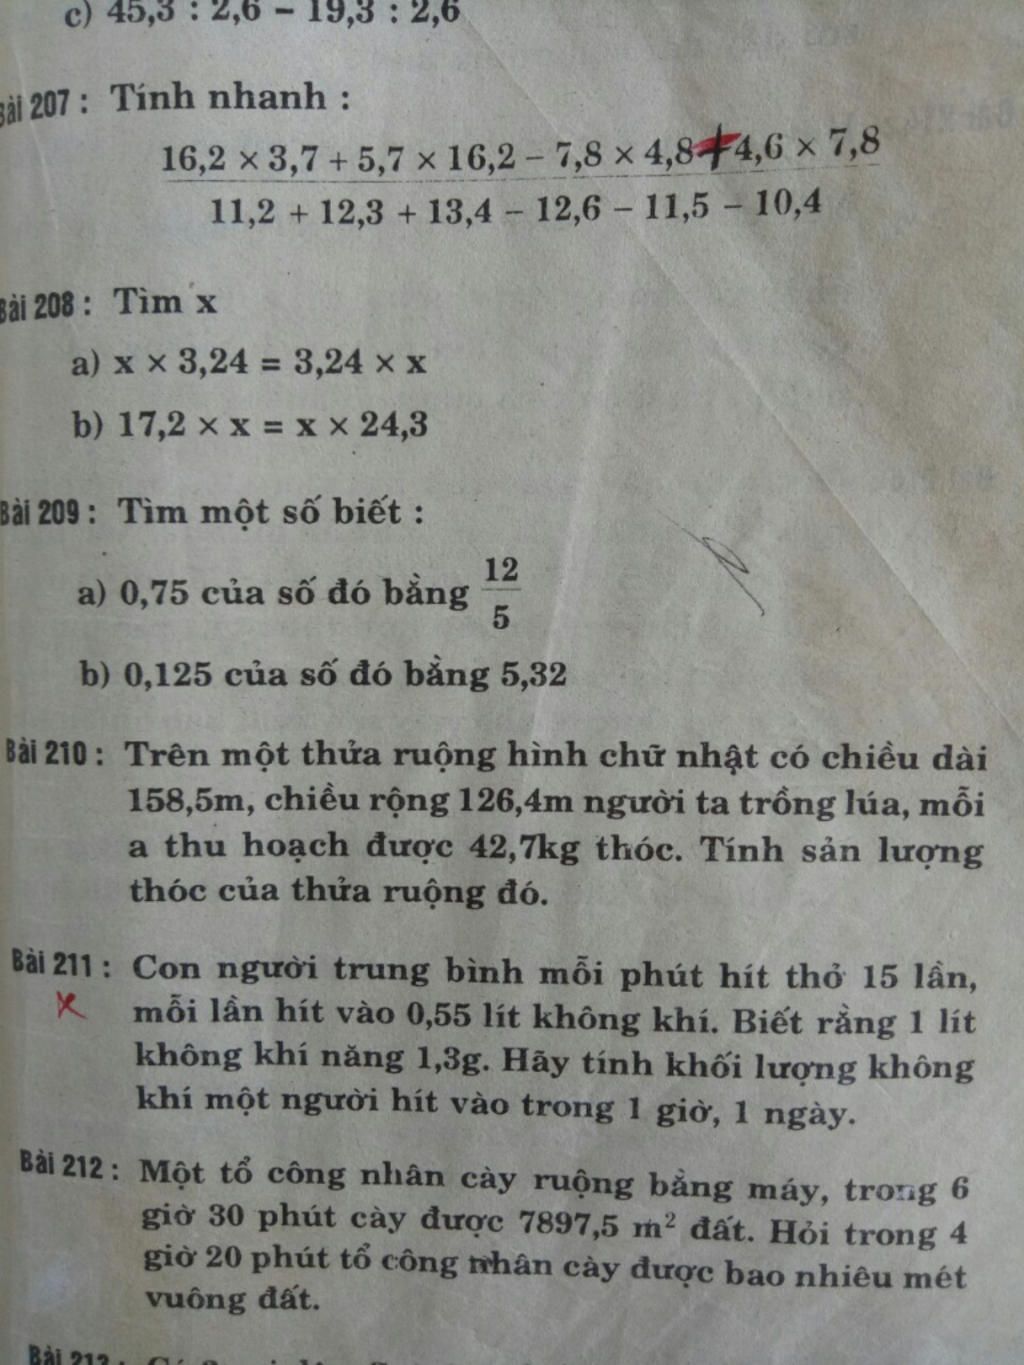 c) 45,3 : 2,6 – 19,3 : 2,6
Bài 207 : Tính nhanh :
16,2 × 3,7 + 5,7 × 16,2 – 7,8 × 4,8 + 4,6 × 7,8
11,2 + 12,3 + 13,4 – 12,6 – 11,5 – 10,4
Bài 208 : Tìm x
a) x × 3,24 = 3,24 × x
b) 17,2 × x = x × 24,3
Bài 209 : Tìm một số biết :
a) 0,75 của số đó bằng 12/5
b) 0,125 của số đó bằng 5,32
Bài 210 : Trên một thửa ruộng hình chữ nhật có chiều dài
158,5m, chiều rộng 126,4m người ta trồng lúa, mỗi
a thu hoạch được 42,7kg thóc. Tính sản lượng
thóc của thửa ruộng đó.
Bài 211 : Con người trung bình mỗi phút hít thở 15 lần,
mỗi lần hít vào 0,55 lít không khí. Biết rằng 1 lít
không khí năng 1,3g. Hãy tính khối lượng không
khí một người hít vào trong 1 giờ, 1 ngày.
Bài 212 : Một tổ công nhân cày ruộng bằng máy, trong 6
giờ 30 phút cày được 7897,5 m² đất. Hỏi trong 4
giờ 20 phút tổ công nhân cày được bao nhiêu mét
vuông đất.
Bài 213 :